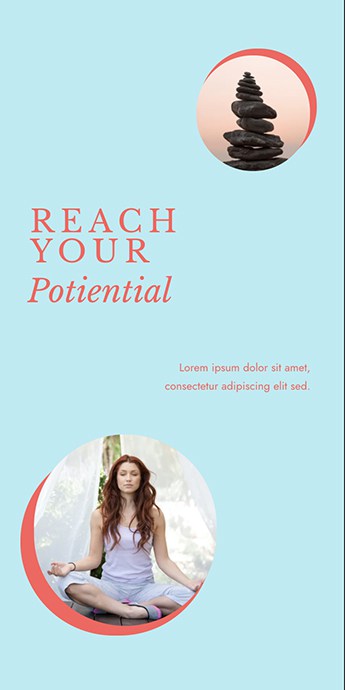 REACH
YOUR
Potiential
Lorem ipsum dolor sit amet,
consectetur adipiscing elit sed.